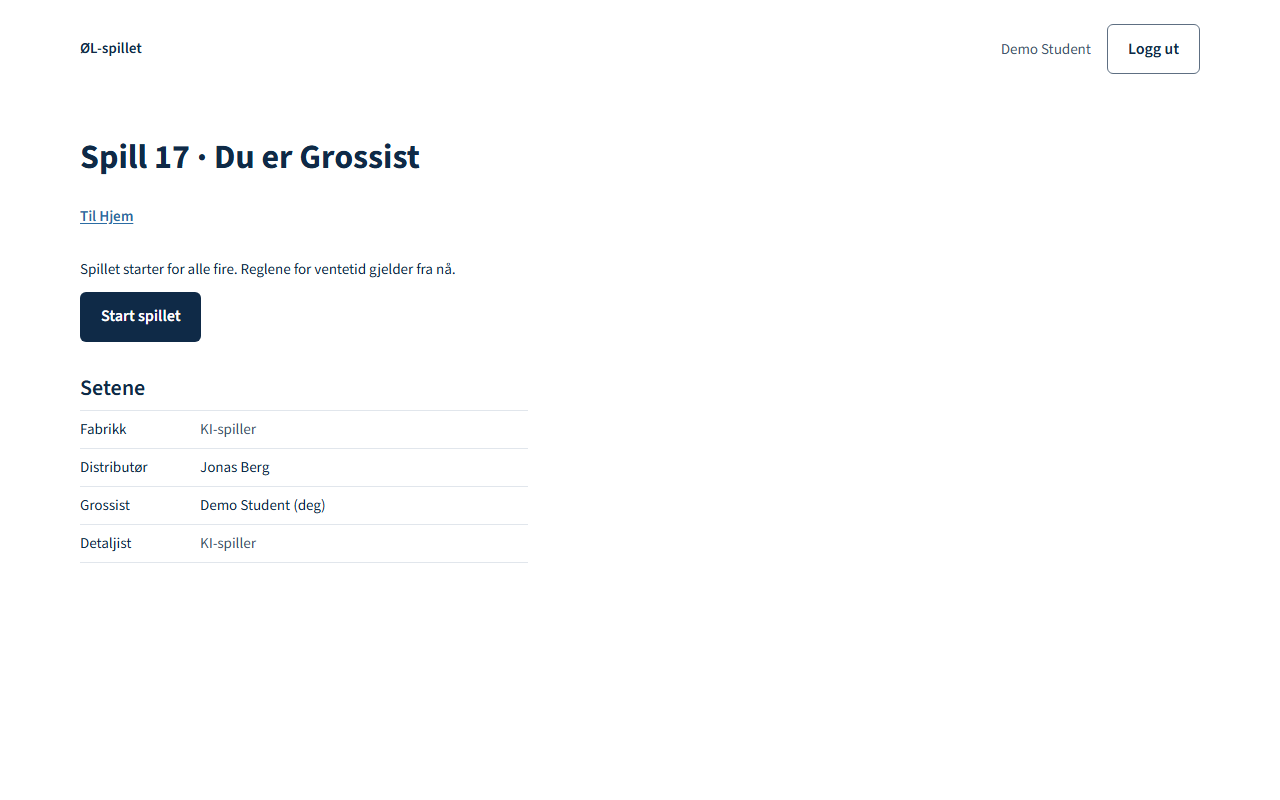 ØL-spillet
Demo Student
Logg ut
Spill 17 · Du er Grossist
Til Hjem
Spillet starter for alle fire. Reglene for ventetid gjelder fra nå.
Start spillet
Setene
Fabrikk KI-spiller
Distributør Jonas Berg
Grossist Demo Student (deg)
Detaljist KI-spiller